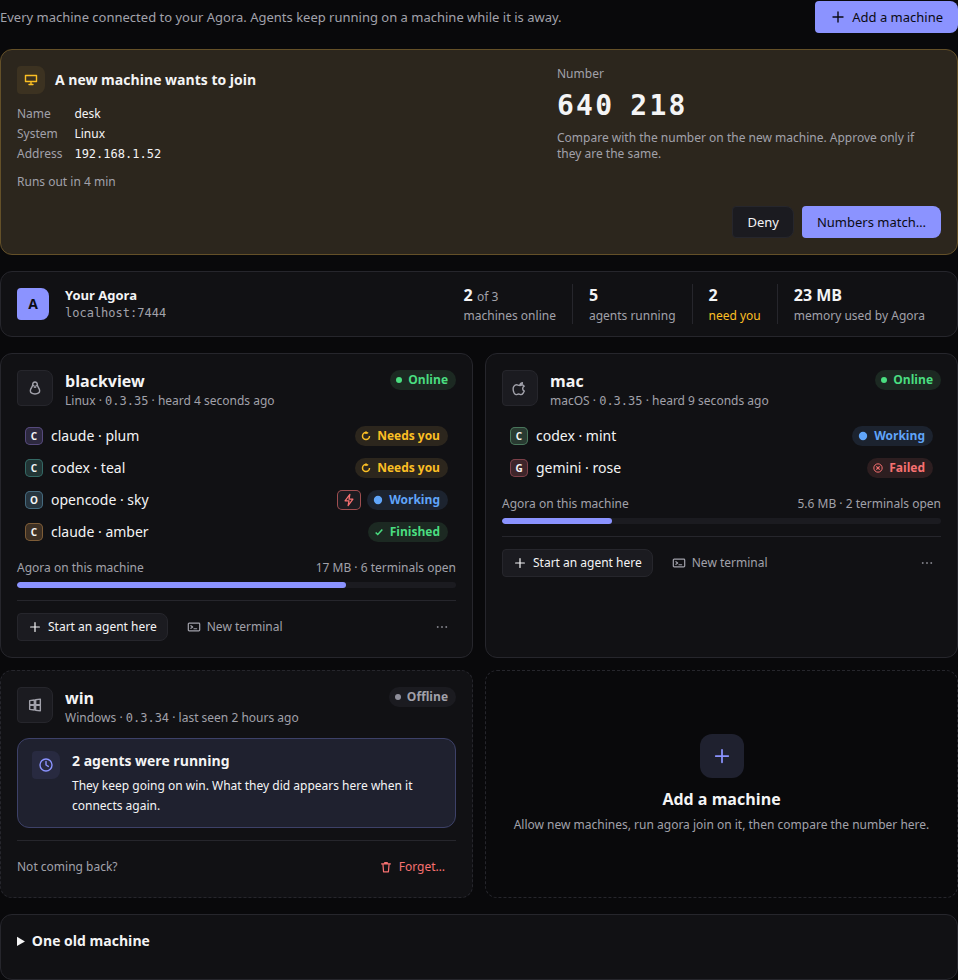 Every machine connected to your Agora. Agents keep running on a machine while it is away.
Add a machine
A new machine wants to join
Name desk
System Linux
Address 192.168.1.52
Runs out in 4 min
Number
640 218
Compare with the number on the new machine. Approve only if
they are the same.
Deny
Numbers match…
A
Your Agora
localhost:7444
2 of 3
machines online
5
agents running
2
need you
23 MB
memory used by Agora
blackview
Linux · 0.3.35 · heard 4 seconds ago
Online
C claude · plum Needs you
C codex · teal Needs you
O opencode · sky Working
C claude · amber Finished
Agora on this machine 17 MB · 6 terminals open
Start an agent here
New terminal
…
mac
macOS · 0.3.35 · heard 9 seconds ago
Online
C codex · mint Working
G gemini · rose Failed
Agora on this machine 5.6 MB · 2 terminals open
Start an agent here
New terminal
…
win
Windows · 0.3.34 · last seen 2 hours ago
Offline
2 agents were running
They keep going on win. What they did appears here when it
connects again.
Not coming back?
Forget…
Add a machine
Allow new machines, run agora join on it, then compare the number here.
One old machine